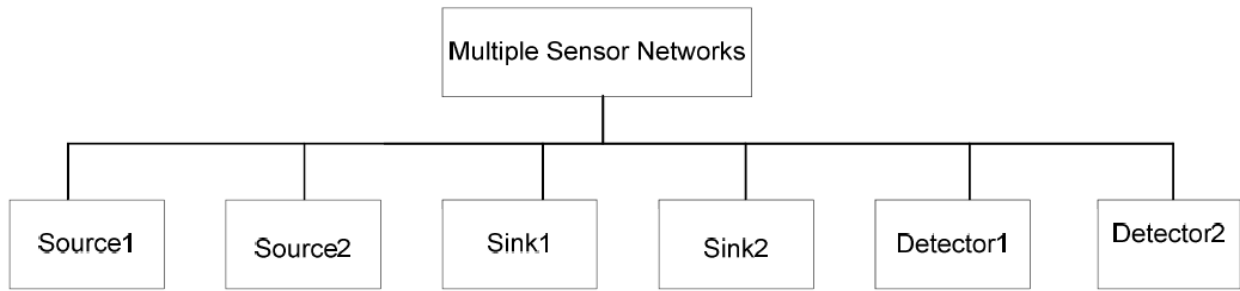 Multiple Sensor Networks
Source1
Source2
Sink1
Sink2
Detector1
Detector2